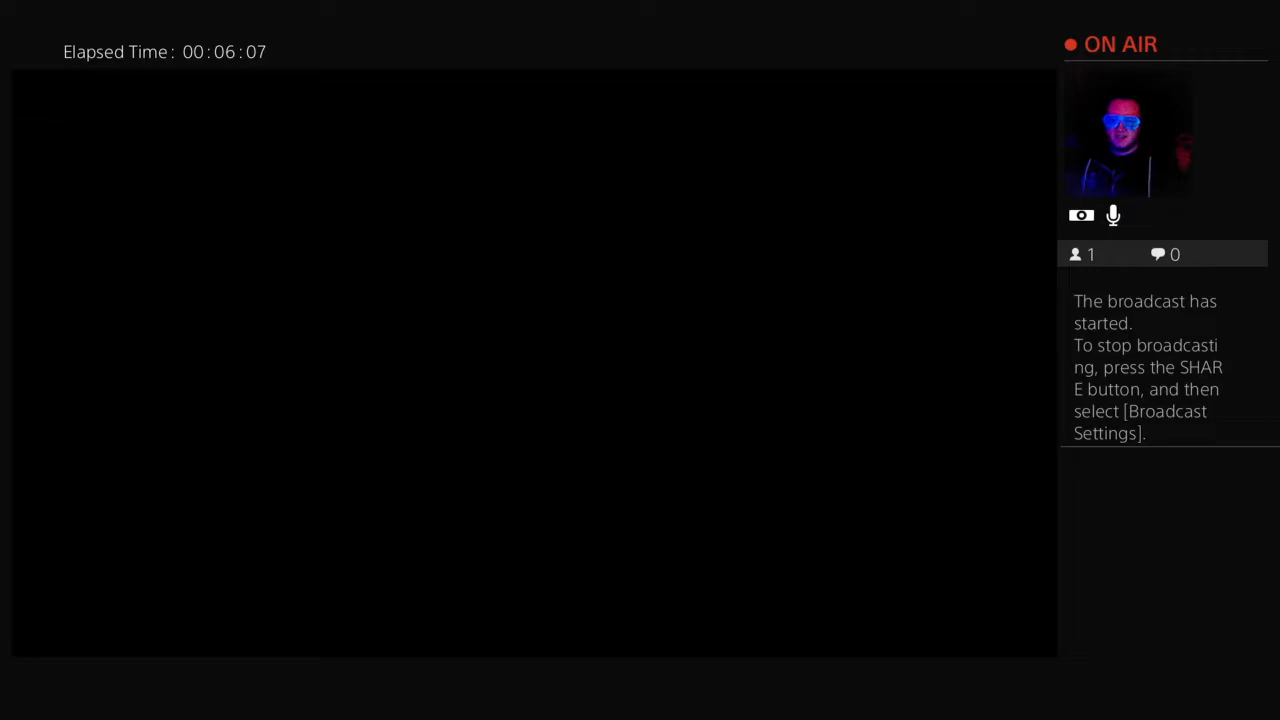 Elapsed Time: 00:06:07
ON AIR
1 0
The broadcast has
started.
To stop broadcasti
ng, press the SHAR
E button, and then
select [Broadcast
Settings].